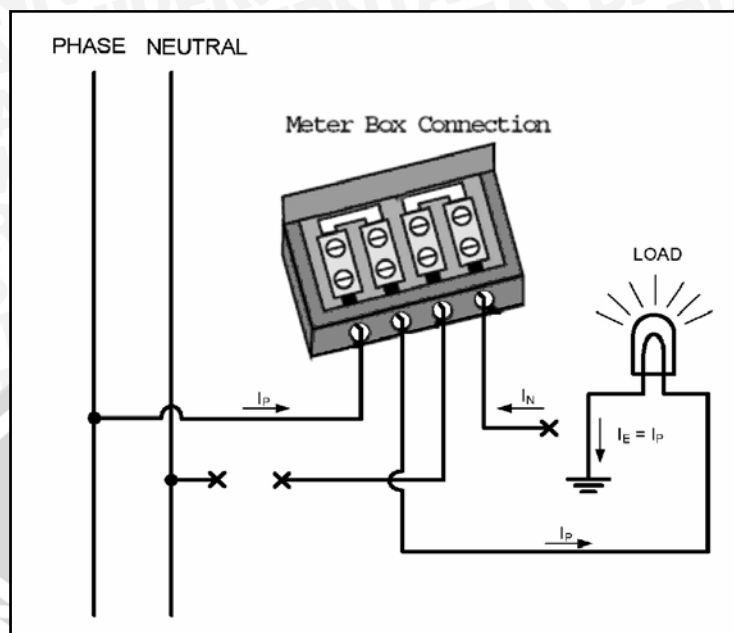 PHASE NEUTRAL
Meter Box Connection
LOAD
IP
IN
IE = IP
IP